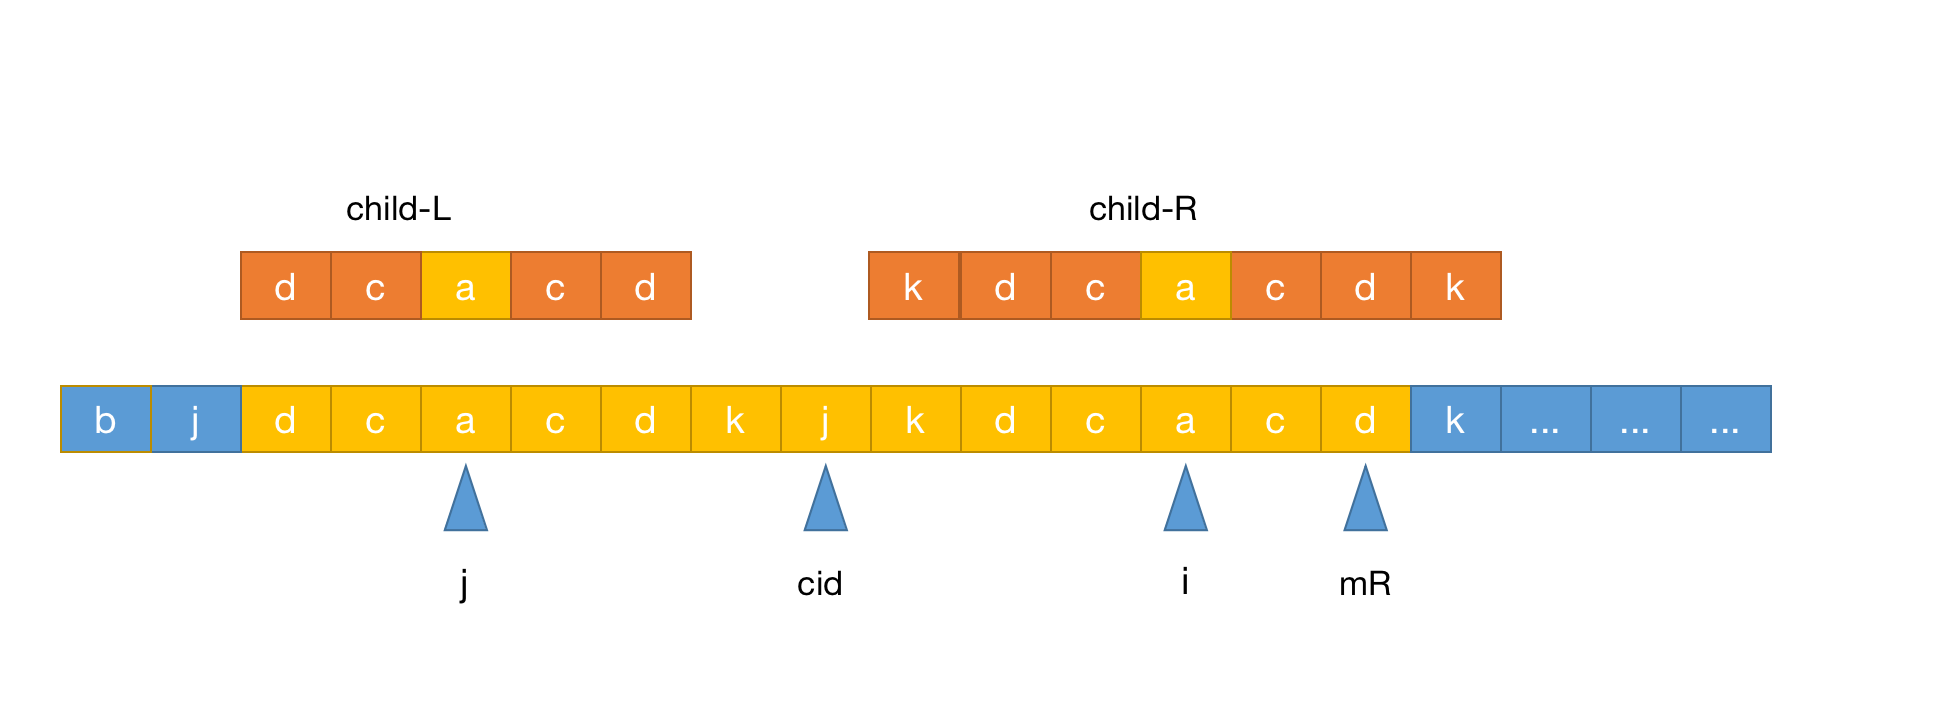 child-L child-R
d c a c d k d c a c d k
b j d c a c d k j k d c a c d k ... ... ...
j cid i mR